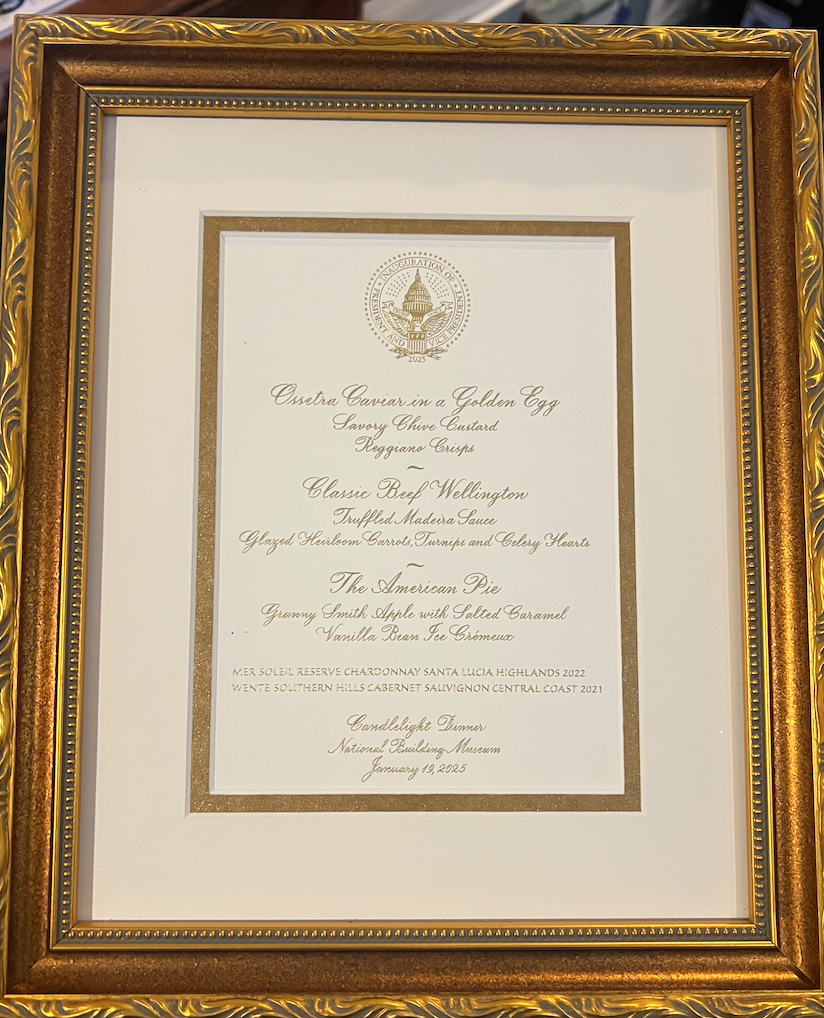 INAUGURATION OF
PRESIDENT AND VICE PRESIDENT
2025
Ossetra Caviar in a Golden Egg
Savory Chive Custard
Reggiano Crisps
~
Classic Beef Wellington
Truffled Madeira Sauce
Glazed Heirloom Carrots, Turnips and Celery Hearts
~
The American Pie
Granny Smith Apple with Salted Caramel
Vanilla Bean Ice Crémeux
MER SOLEIL RESERVE CHARDONNAY SANTA LUCIA HIGHLANDS 2022
WENTE SOUTHERN HILLS CABERNET SAUVIGNON CENTRAL COAST 2021
Candlelight Dinner
National Building Museum
January 19, 2025